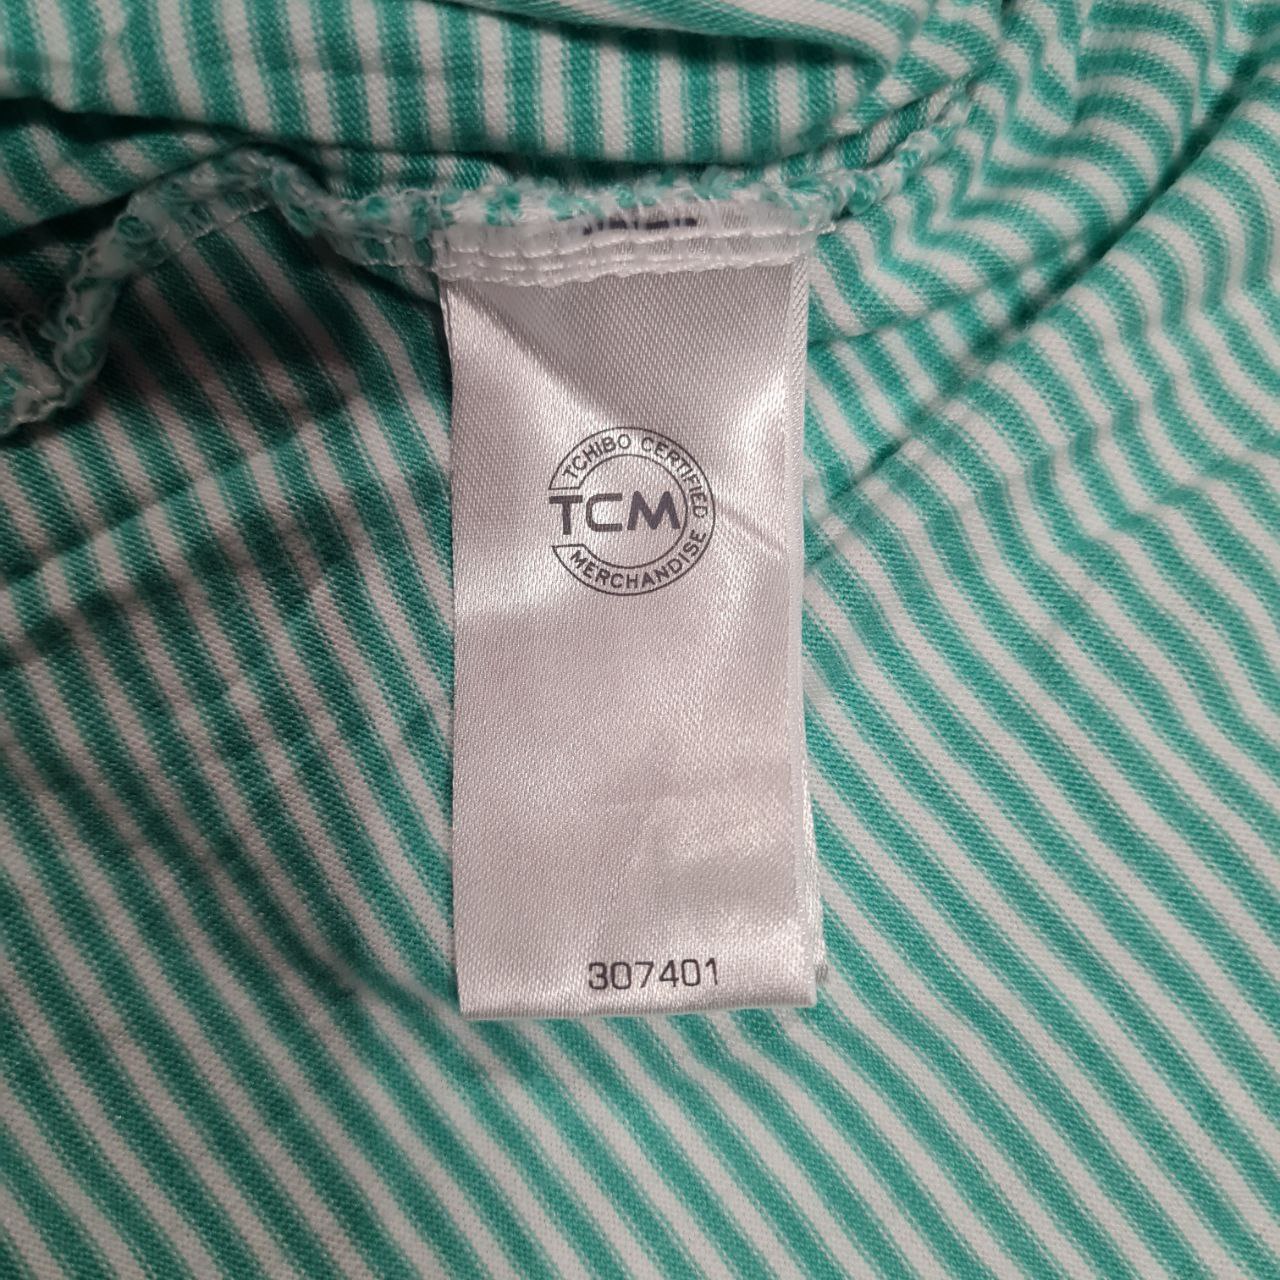 TCHIBO CERTIFIED
TCM
MERCHANDISE
307401